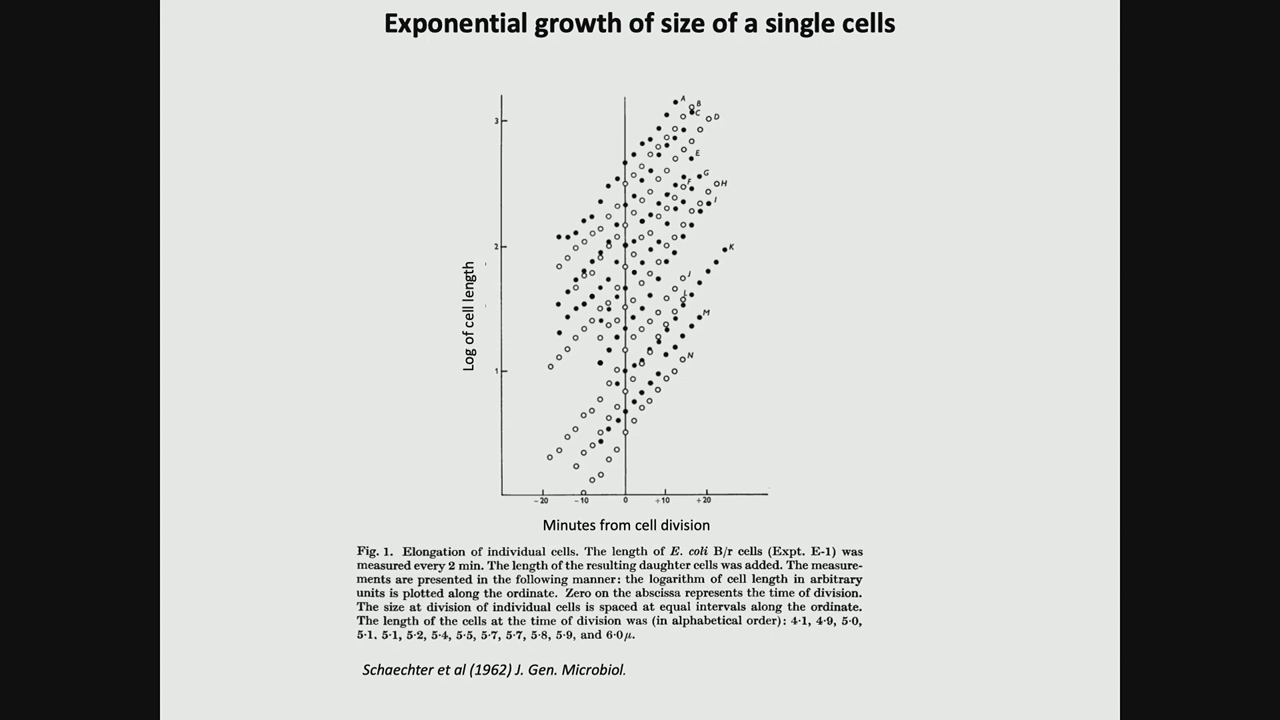 Exponential growth of size of a single cells
A
B
C
D
3
E
G
F
H
I
2
K
J
L
M
N
1
Log of cell length
-20
-10
0
+10
+20
Minutes from cell division
Fig. 1. Elongation of individual cells. The length of E. coli B/r cells (Expt. E-1) was
measured every 2 min. The length of the resulting daughter cells was added. The measure-
ments are presented in the following manner: the logarithm of cell length in arbitrary
units is plotted along the ordinate. Zero on the abscissa represents the time of division.
The size at division of individual cells is spaced at equal intervals along the ordinate.
The length of the cells at the time of division was (in alphabetical order): 4·1, 4·9, 5·0,
5·1, 5·1, 5·2, 5·4, 5·5, 5·7, 5·7, 5·8, 5·9, and 6·0μ.
Schaechter et al (1962) J. Gen. Microbiol.